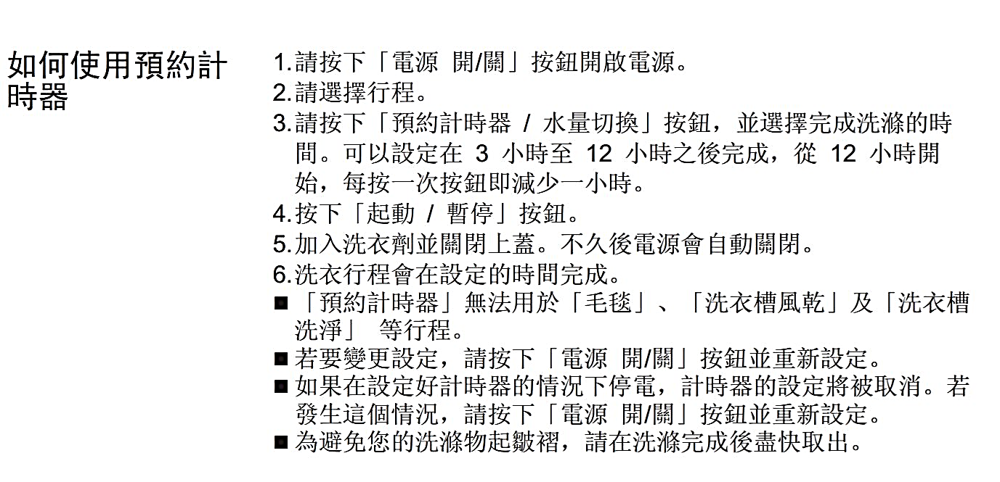 如何使用預約計
時器
1.請按下「電源 開/關」按鈕開啟電源。
2.請選擇行程。
3.請按下「預約計時器 / 水量切換」按鈕，並選擇完成洗滌的時
間。可以設定在 3 小時至 12 小時之後完成，從 12 小時開
始，每按一次按鈕即減少一小時。
4.按下「起動 / 暫停」按鈕。
5.加入洗衣劑並關閉上蓋。不久後電源會自動關閉。
6.洗衣行程會在設定的時間完成。
■「預約計時器」無法用於「毛毯」、「洗衣槽風乾」及「洗衣槽
洗淨」 等行程。
■若要變更設定，請按下「電源 開/關」按鈕並重新設定。
■如果在設定好計時器的情況下停電，計時器的設定將被取消。若
發生這個情況，請按下「電源 開/關」按鈕並重新設定。
■為避免您的洗滌物起皺褶，請在洗滌完成後盡快取出。